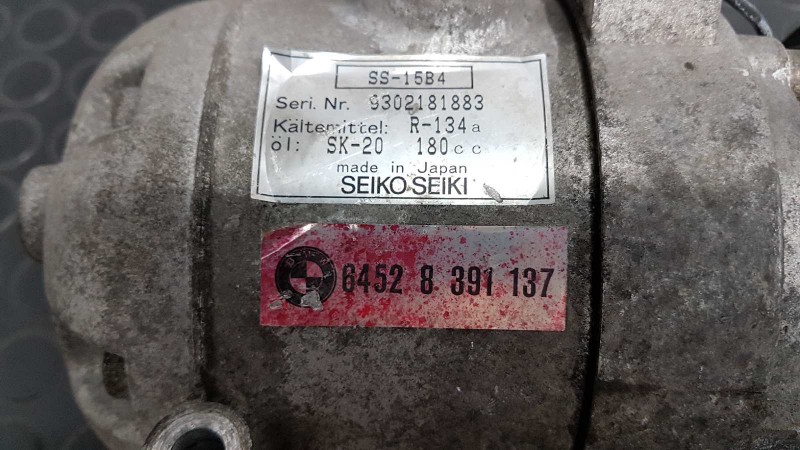 SS-15B4
Seri. Nr. 9302181883
Kältemittel: R-134a
öl: SK-20 180cc
made in Japan
SEIKO SEIKI
6452 8 391 137